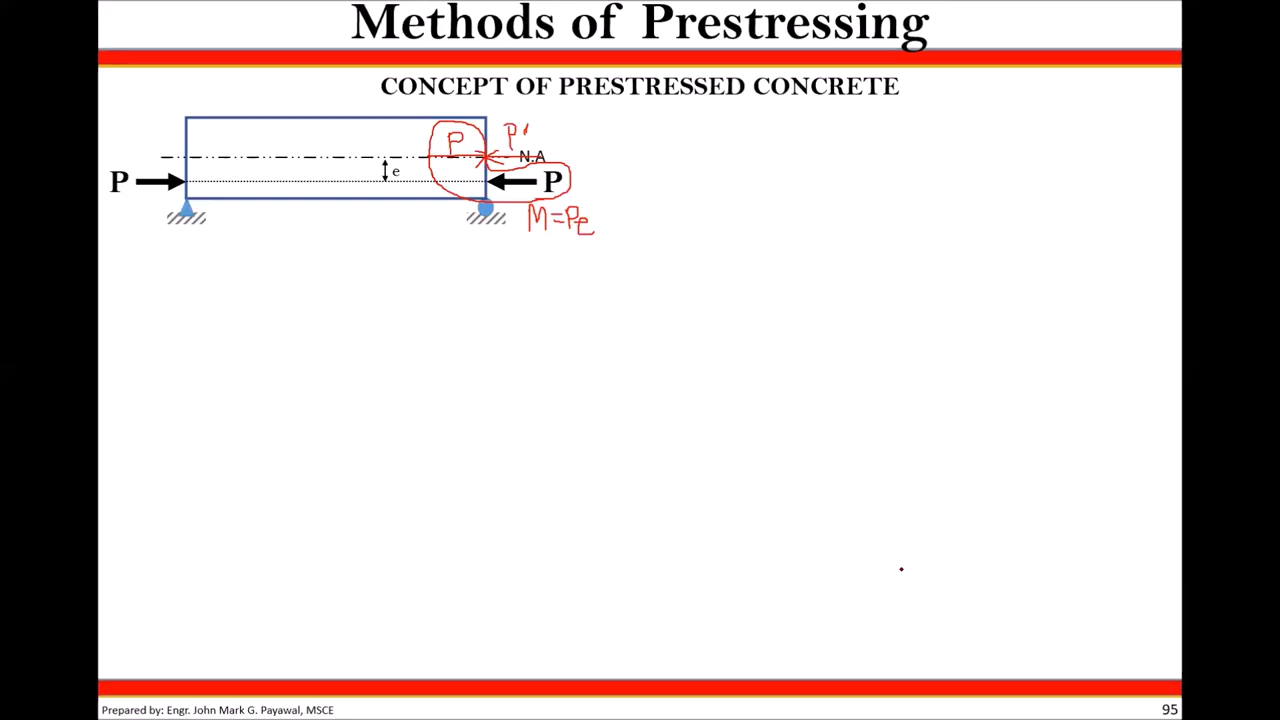 Methods of Prestressing
CONCEPT OF PRESTRESSED CONCRETE
P P'
N.A
e
P P
M=Pe
Prepared by: Engr. John Mark G. Payawal, MSCE 95